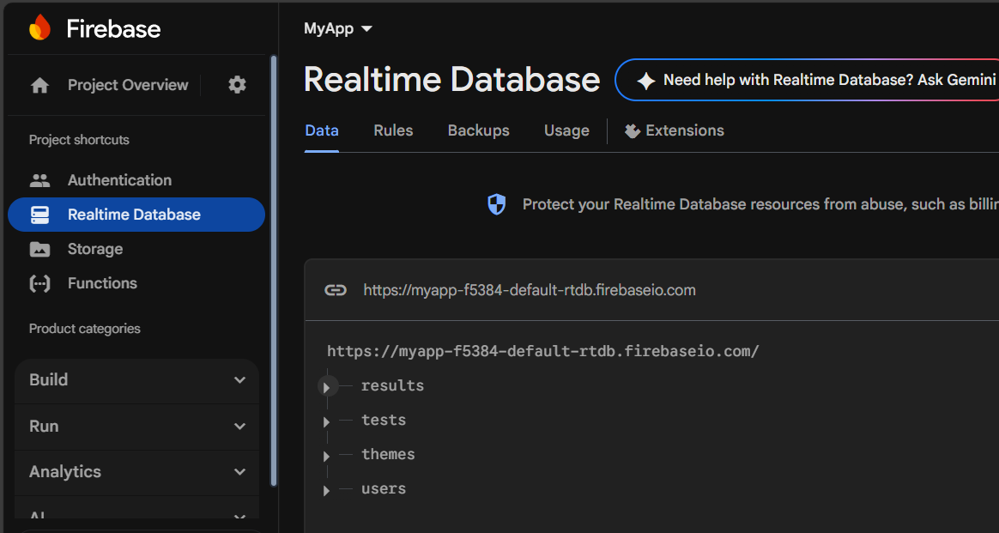 Firebase
Project Overview
Project shortcuts
Authentication
Realtime Database
Storage
Functions
Product categories
Build
Run
Analytics
AI
MyApp
Realtime Database
Need help with Realtime Database? Ask Gemini
Data Rules Backups Usage Extensions
Protect your Realtime Database resources from abuse, such as billin
https://myapp-f5384-default-rtdb.firebaseio.com
https://myapp-f5384-default-rtdb.firebaseio.com/
results
tests
themes
users